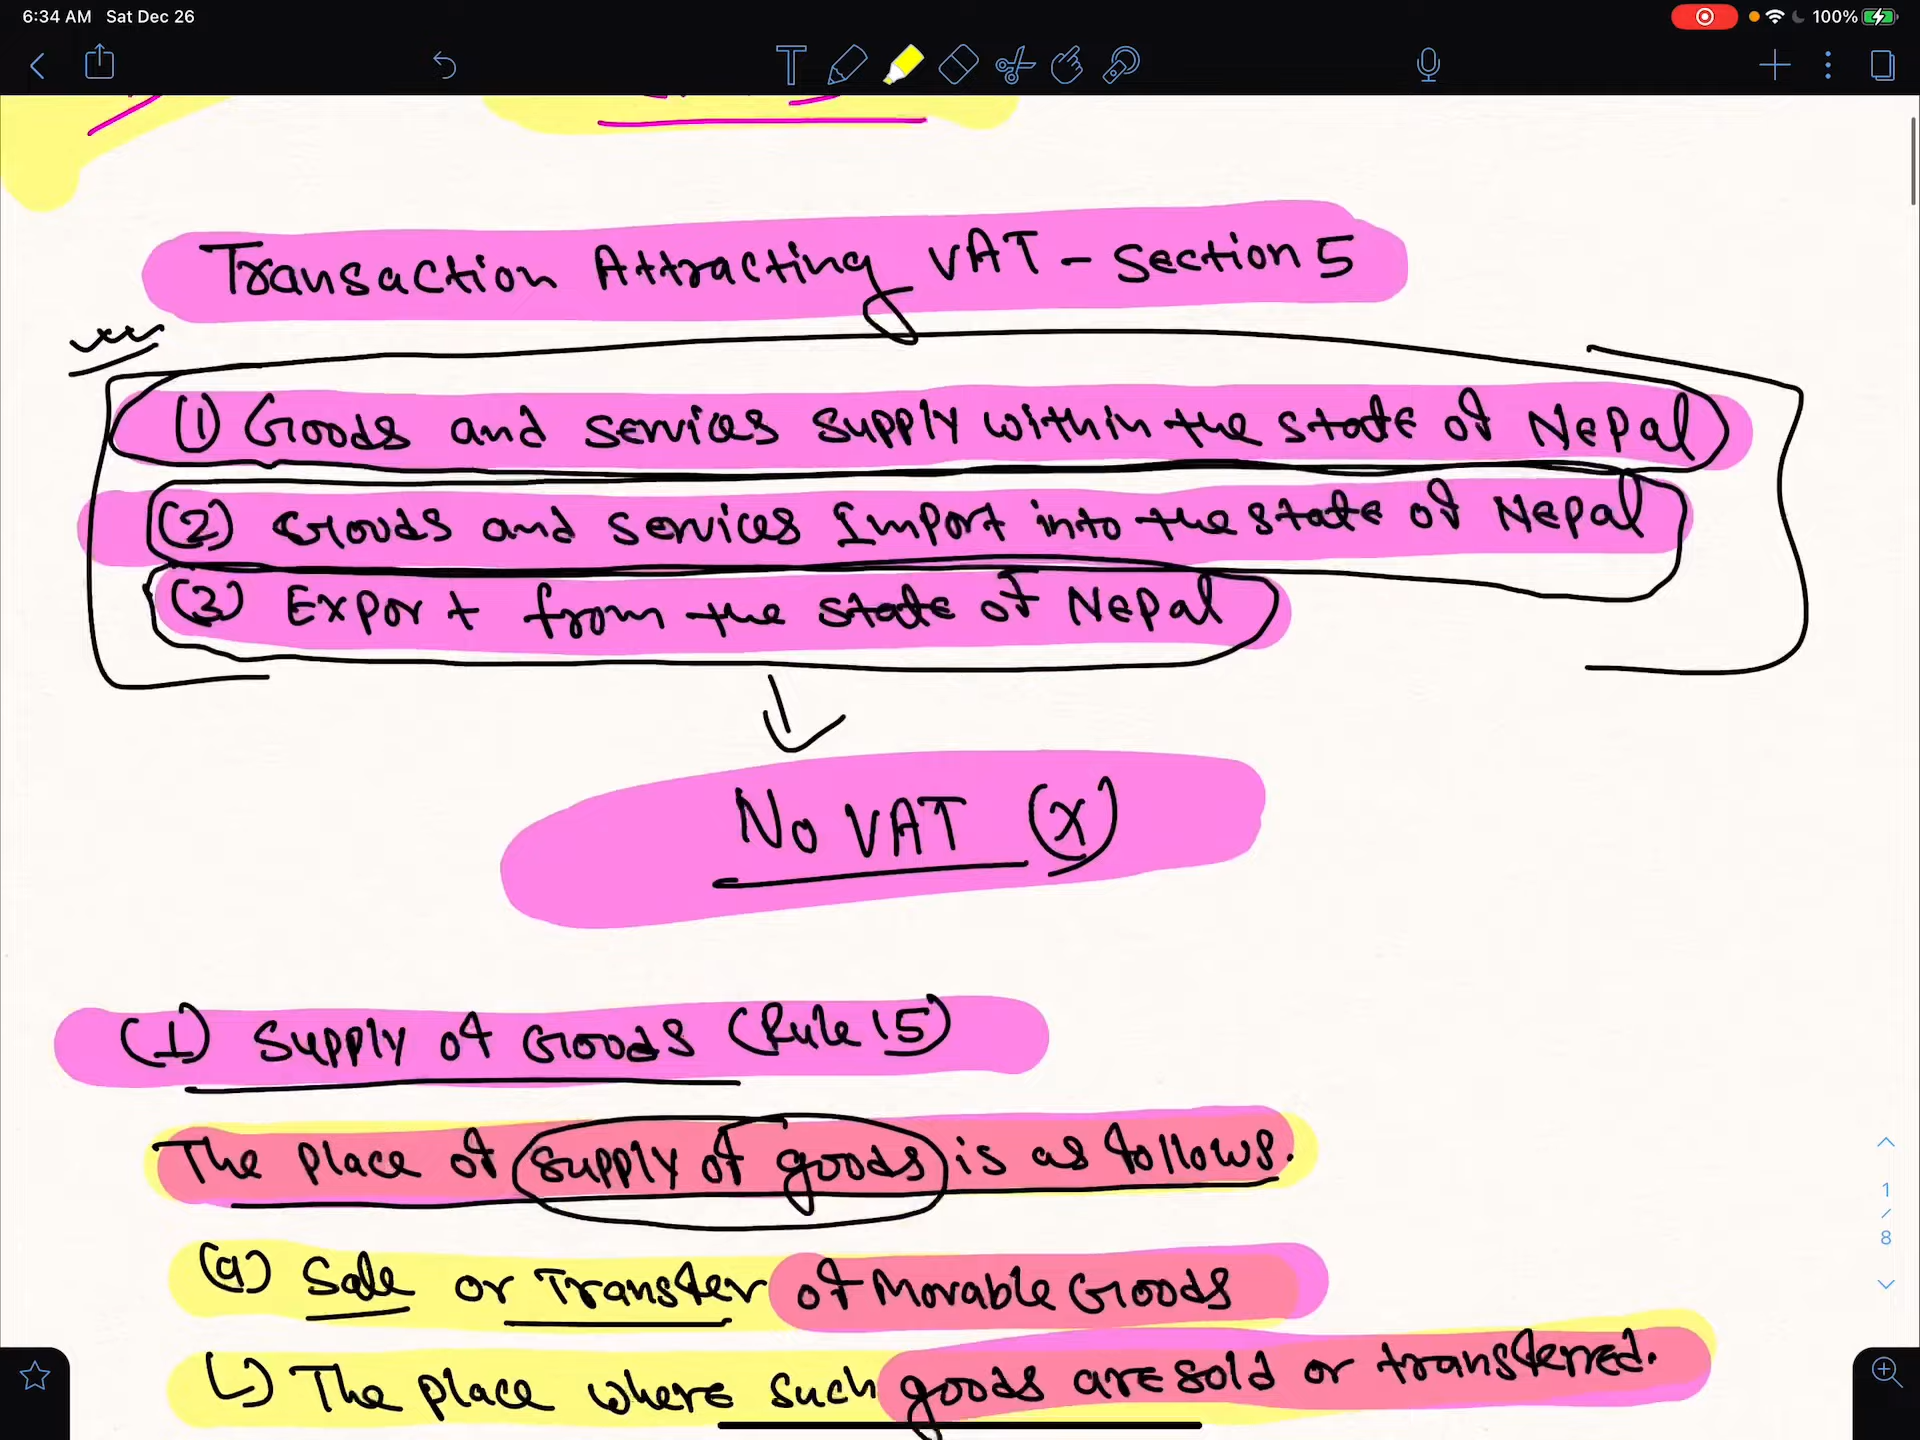 6:34 AM Sat Dec 26
100%
Transaction Attracting VAT - Section 5
(1) Goods and services supply within the state of Nepal
(2) Goods and services Import into the state of Nepal
(3) Export from the state of Nepal
No VAT (x)
(1) Supply of Goods (Rule 15)
The place of supply of goods is as follows.
(a) Sale or Transfer of Movable Goods
The place where such goods are sold or transferred.
1
/
8